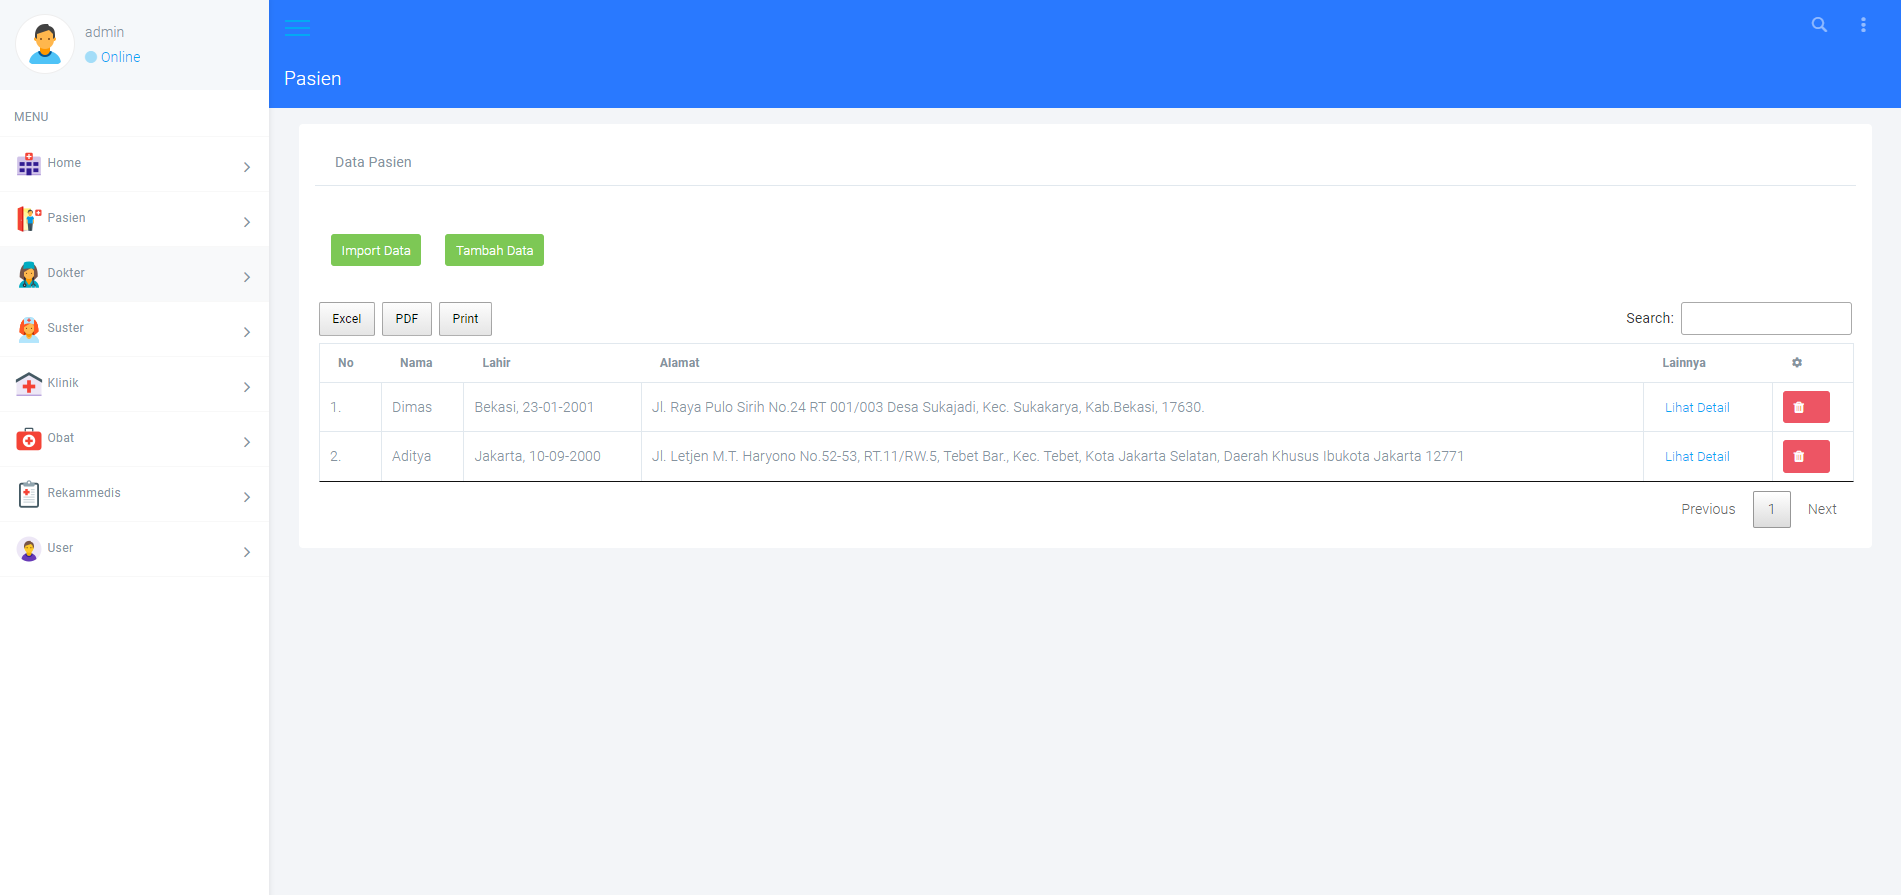 admin
Online
MENU
Home
Pasien
Dokter
Suster
Klinik
Obat
Rekammedis
User
Pasien
Data Pasien
Import Data Tambah Data
Excel PDF Print Search:
No Nama Lahir Alamat Lainnya
1. Dimas Bekasi, 23-01-2001 Jl. Raya Pulo Sirih No.24 RT 001/003 Desa Sukajadi, Kec. Sukakarya, Kab.Bekasi, 17630. Lihat Detail
2. Aditya Jakarta, 10-09-2000 Jl. Letjen M.T. Haryono No.52-53, RT.11/RW.5, Tebet Bar., Kec. Tebet, Kota Jakarta Selatan, Daerah Khusus Ibukota Jakarta 12771 Lihat Detail
Previous 1 Next